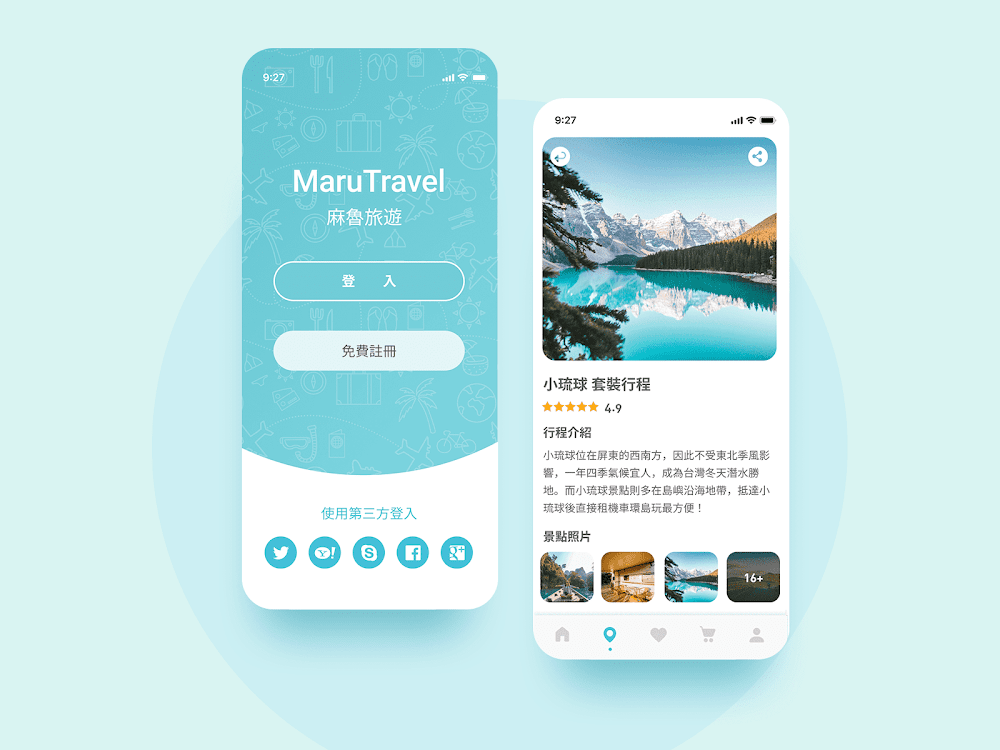 9:27
MaruTravel
麻魯旅遊
登 入
免費註冊
使用第三方登入
9:27
小琉球 套裝行程
4.9
行程介紹
小琉球位在屏東的西南方，因此不受東北季風影
響，一年四季氣候宜人，成為台灣冬天潛水勝
地。而小琉球景點則多在島嶼沿海地帶，抵達小
琉球後直接租機車環島玩最方便！
景點照片
16+